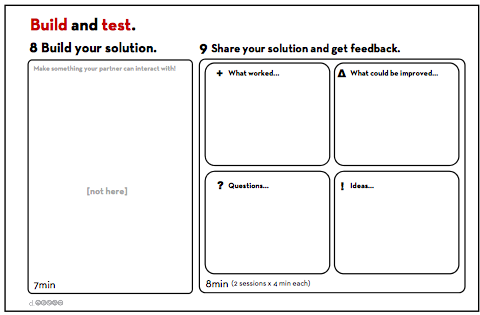 Build and test.
8 Build your solution.
Make something your partner can interact with!
[not here]
7min
9 Share your solution and get feedback.
+ What worked...
Δ What could be improved...
? Questions...
! Ideas...
8min (2 sessions x 4 min each)
d.